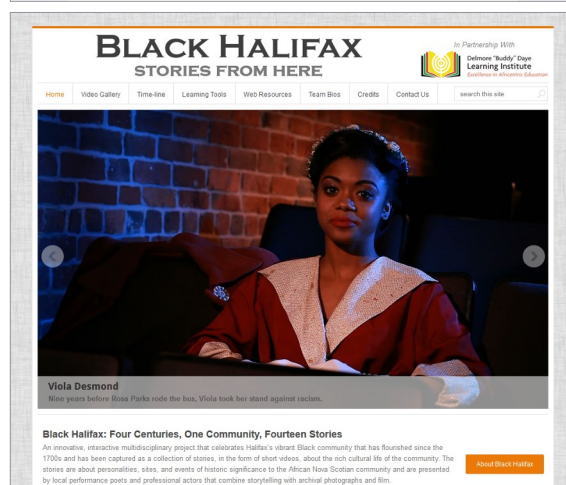 BLACK HALIFAX
STORIES FROM HERE
In Partnership With
Delmore "Buddy" Daye
Learning Institute
Excellence in Africentric Education
Home Video Gallery Time-line Learning Tools Web Resources Team Bios Credits Contact Us search this site
Viola Desmond
Nine years before Rosa Parks rode the bus, Viola took her stand against racism.
Black Halifax: Four Centuries, One Community, Fourteen Stories
An innovative, interactive multidisciplinary project that celebrates Halifax's vibrant Black community that has flourished since the
1700s and has been captured as a collection of stories, in the form of short videos, about the rich cultural life of the community. The
stories are about personalities, sites, and events of historic significance to the African Nova Scotian community and are presented
by local performance poets and professional actors that combine storytelling with archival photographs and film.
About Black Halifax